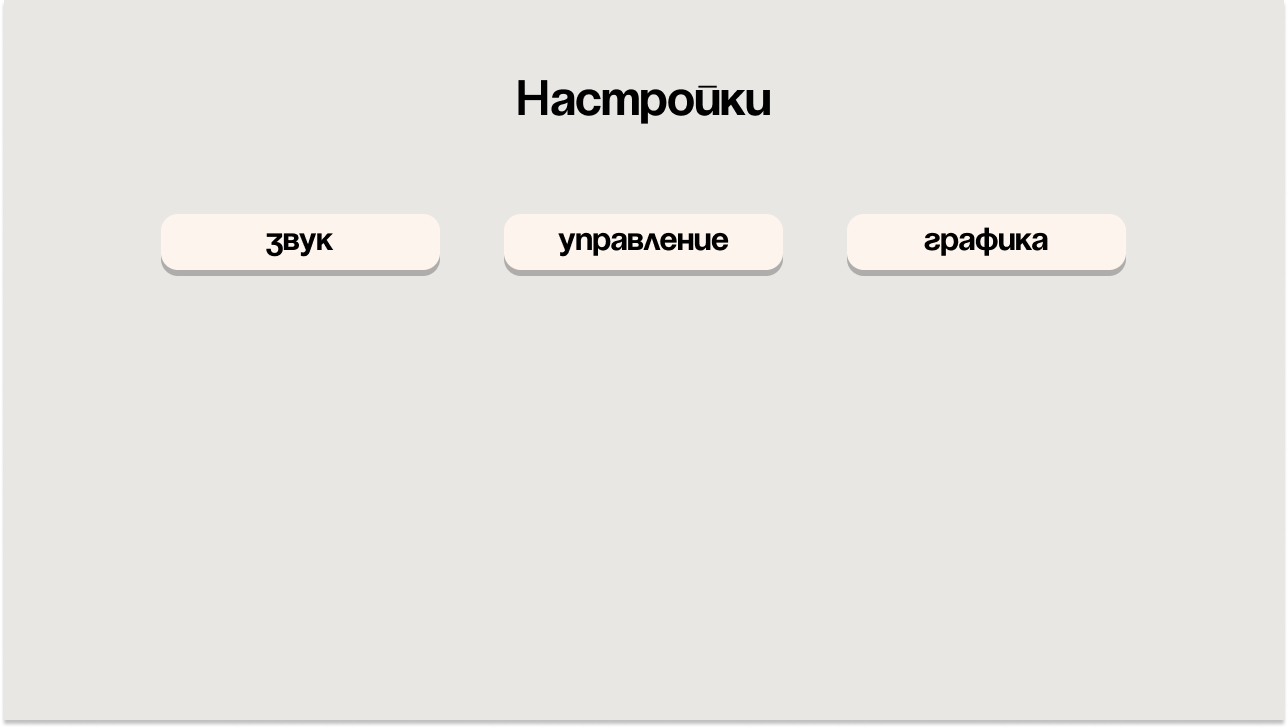 Настройки
звук
управление
графика